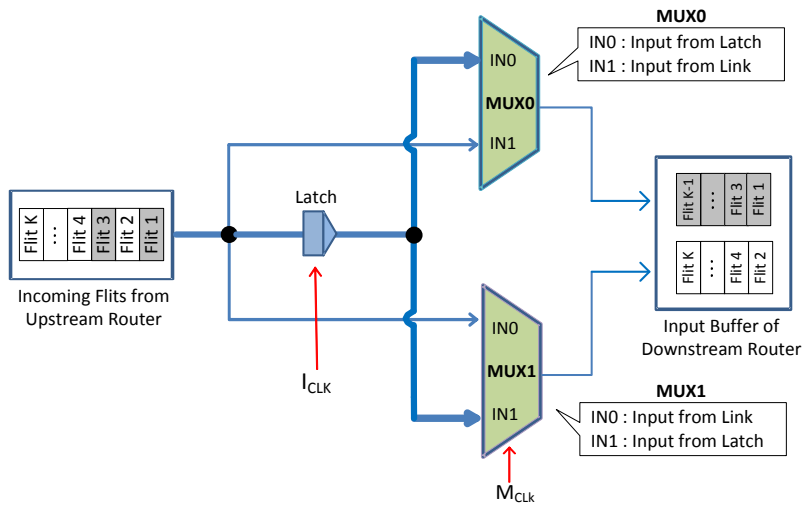 MUX0
IN0 : Input from Latch
IN1 : Input from Link
IN0
MUX0
IN1
Flit K
...
Flit 4
Flit 3
Flit 2
Flit 1
Incoming Flits from
Upstream Router
Latch
ICLK
IN0
MUX1
IN1
MCLk
Flit K-1
...
Flit 3
Flit 1
Flit K
...
Flit 4
Flit 2
Input Buffer of
Downstream Router
MUX1
IN0 : Input from Link
IN1 : Input from Latch